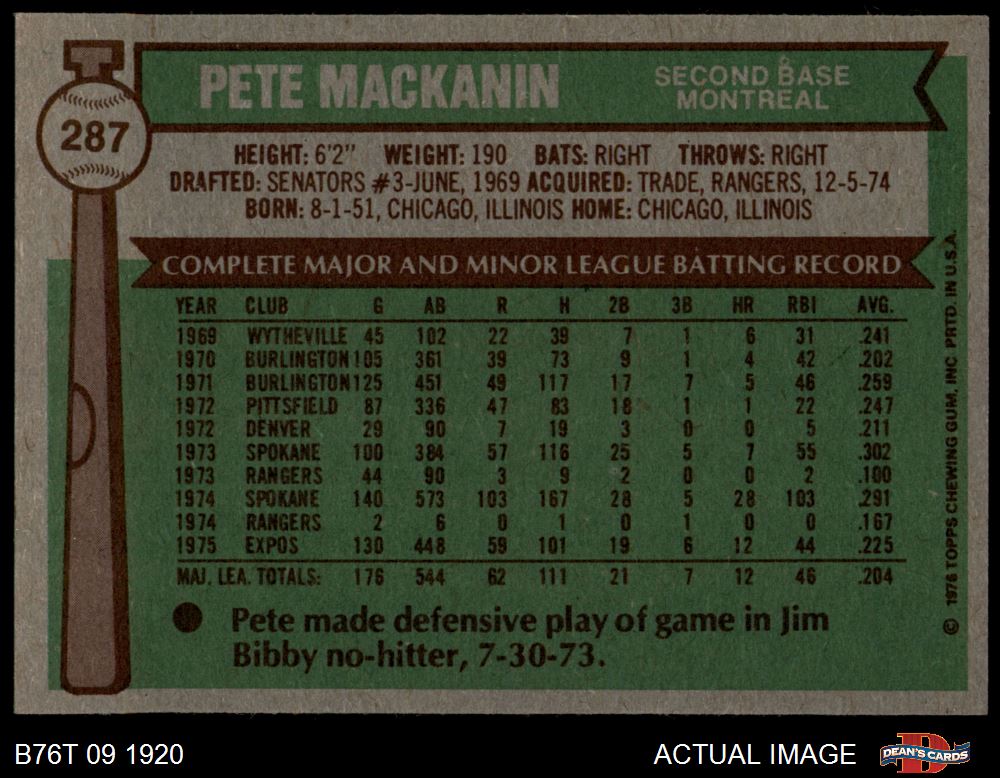 287
PETE MACKANIN
SECOND BASE
MONTREAL
HEIGHT: 6'2" WEIGHT: 190 BATS: RIGHT THROWS: RIGHT
DRAFTED: SENATORS #3-JUNE, 1969 ACQUIRED: TRADE, RANGERS, 12-5-74
BORN: 8-1-51, CHICAGO, ILLINOIS HOME: CHICAGO, ILLINOIS
COMPLETE MAJOR AND MINOR LEAGUE BATTING RECORD
YEAR CLUB G AB R H 2B 3B HR RBI AVG.
1969 WYTHEVILLE 45 102 22 39 7 1 6 31 .241
1970 BURLINGTON 105 361 39 73 9 1 4 42 .202
1971 BURLINGTON 125 451 49 117 17 7 5 46 .259
1972 PITTSFIELD 87 336 47 83 18 1 1 22 .247
1972 DENVER 29 90 7 19 3 0 0 5 .211
1973 SPOKANE 100 384 57 116 25 5 7 55 .302
1973 RANGERS 44 90 3 9 2 0 0 2 .100
1974 SPOKANE 140 573 103 167 28 5 28 103 .291
1974 RANGERS 2 6 0 1 0 1 0 0 .167
1975 EXPOS 130 448 59 101 19 6 12 44 .225
MAJ. LEA. TOTALS: 176 544 62 111 21 7 12 46 .204
Pete made defensive play of game in Jim
Bibby no-hitter, 7-30-73.
© 1976 TOPPS CHEWING GUM, INC PRTD. IN U.S.A.
B76T 09 1920
ACTUAL IMAGE
D
DEAN'S CARDS